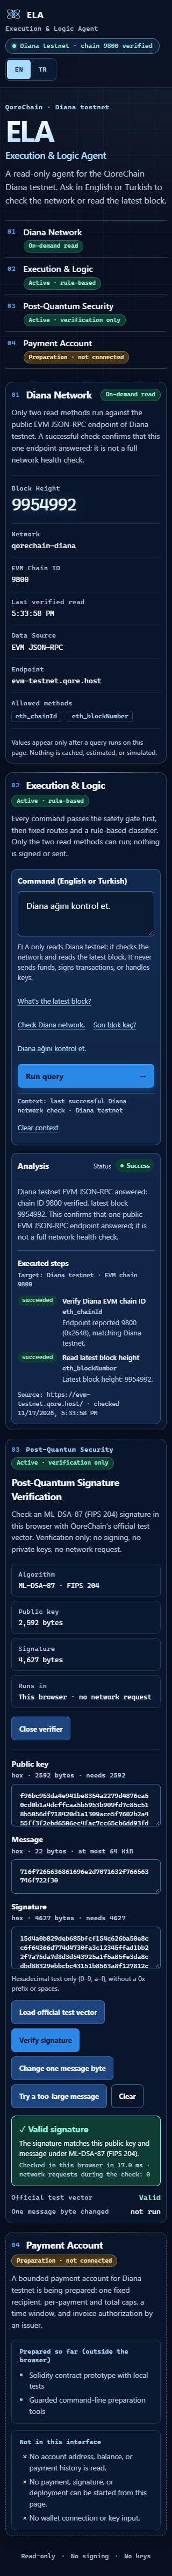 ELA
Execution & Logic Agent
Diana testnet · chain 9800 verified
EN TR
QoreChain · Diana testnet
ELA
Execution & Logic Agent
A read-only agent for the QoreChain
Diana testnet. Ask in English or Turkish to
check the network or read the latest block.
01 Diana Network
On-demand read
02 Execution & Logic
Active · rule-based
03 Post-Quantum Security
Active · verification only
04 Payment Account
Preparation · not connected
01 Diana Network On-demand read
Only two read methods run against the
public EVM JSON-RPC endpoint of Diana
testnet. A successful check confirms that this
one endpoint answered; it is not a full
network health check.
Block Height
9954992
Network
qorechain-diana
EVM Chain ID
9800
Last verified read
5:33:58 PM
Data Source
EVM JSON-RPC
Endpoint
evm-testnet.qore.host
Allowed methods
eth_chainId eth_blockNumber
Values appear only after a query runs on this
page. Nothing is cached, estimated, or simulated.
02 Execution & Logic
Active · rule-based
Every command passes the safety gate first,
then fixed routes and a rule-based classifier.
Only the two read methods can run; nothing
is signed or sent.
Command (English or Turkish)
Diana ağını kontrol et.
ELA only reads Diana testnet: it checks the
network and reads the latest block. It never
sends funds, signs transactions, or handles
keys.
What's the latest block?
Check Diana network. Son blok kaç?
Diana ağını kontrol et.
Run query →
Context: last successful Diana
network check · Diana testnet
Clear context
Analysis Status Success
Diana testnet EVM JSON-RPC answered:
chain ID 9800 verified, latest block
9954992. This confirms that one public
EVM JSON-RPC endpoint answered; it is
not a full network health check.
Executed steps
Target: Diana testnet · EVM chain
9800
succeeded Verify Diana EVM chain ID
eth_chainId
Endpoint reported 9800
(0x2648), matching Diana
testnet.
succeeded Read latest block height
eth_blockNumber
Latest block height: 9954992.
Source: https://evm-
testnet.qore.host/ · checked
11/17/2026, 5:33:58 PM
03 Post-Quantum Security
Active · verification only
Post-Quantum Signature
Verification
Check an ML-DSA-87 (FIPS 204) signature in
this browser with QoreChain's official test
vector. Verification only: no signing, no
private keys, no network request.
Algorithm
ML-DSA-87 · FIPS 204
Public key
2,592 bytes
Signature
4,627 bytes
Runs in
This browser · no network request
Close verifier
Public key
hex · 2592 bytes · needs 2592
Message
hex · 22 bytes · at most 64 KiB
716f7265636861696e2d7071632f766563
746f722f30
Signature
hex · 4627 bytes · needs 4627
Hexadecimal text only (0–9, a–f), without a 0x
prefix or spaces.
Load official test vector
Verify signature
Change one message byte
Try a too-large message Clear
✓ Valid signature
The signature matches this public key and
message under ML-DSA-87 (FIPS 204).
Checked in this browser in 17.0 ms ·
network requests during the check: 0
Official test vector Valid
One message byte changed not run
04 Payment Account
Preparation · not connected
A bounded payment account for Diana
testnet is being prepared: one fixed
recipient, per-payment and total caps, a
time window, and invoice authorization by
an issuer.
Prepared so far (outside the
browser)
• Solidity contract prototype with local
tests
• Guarded command-line preparation
tools
Not in this interface
× No account address, balance, or
payment history is read.
× No payment, signature, or
deployment can be started from this
page.
× No wallet connection or key input.
Read-only · No signing · No keys